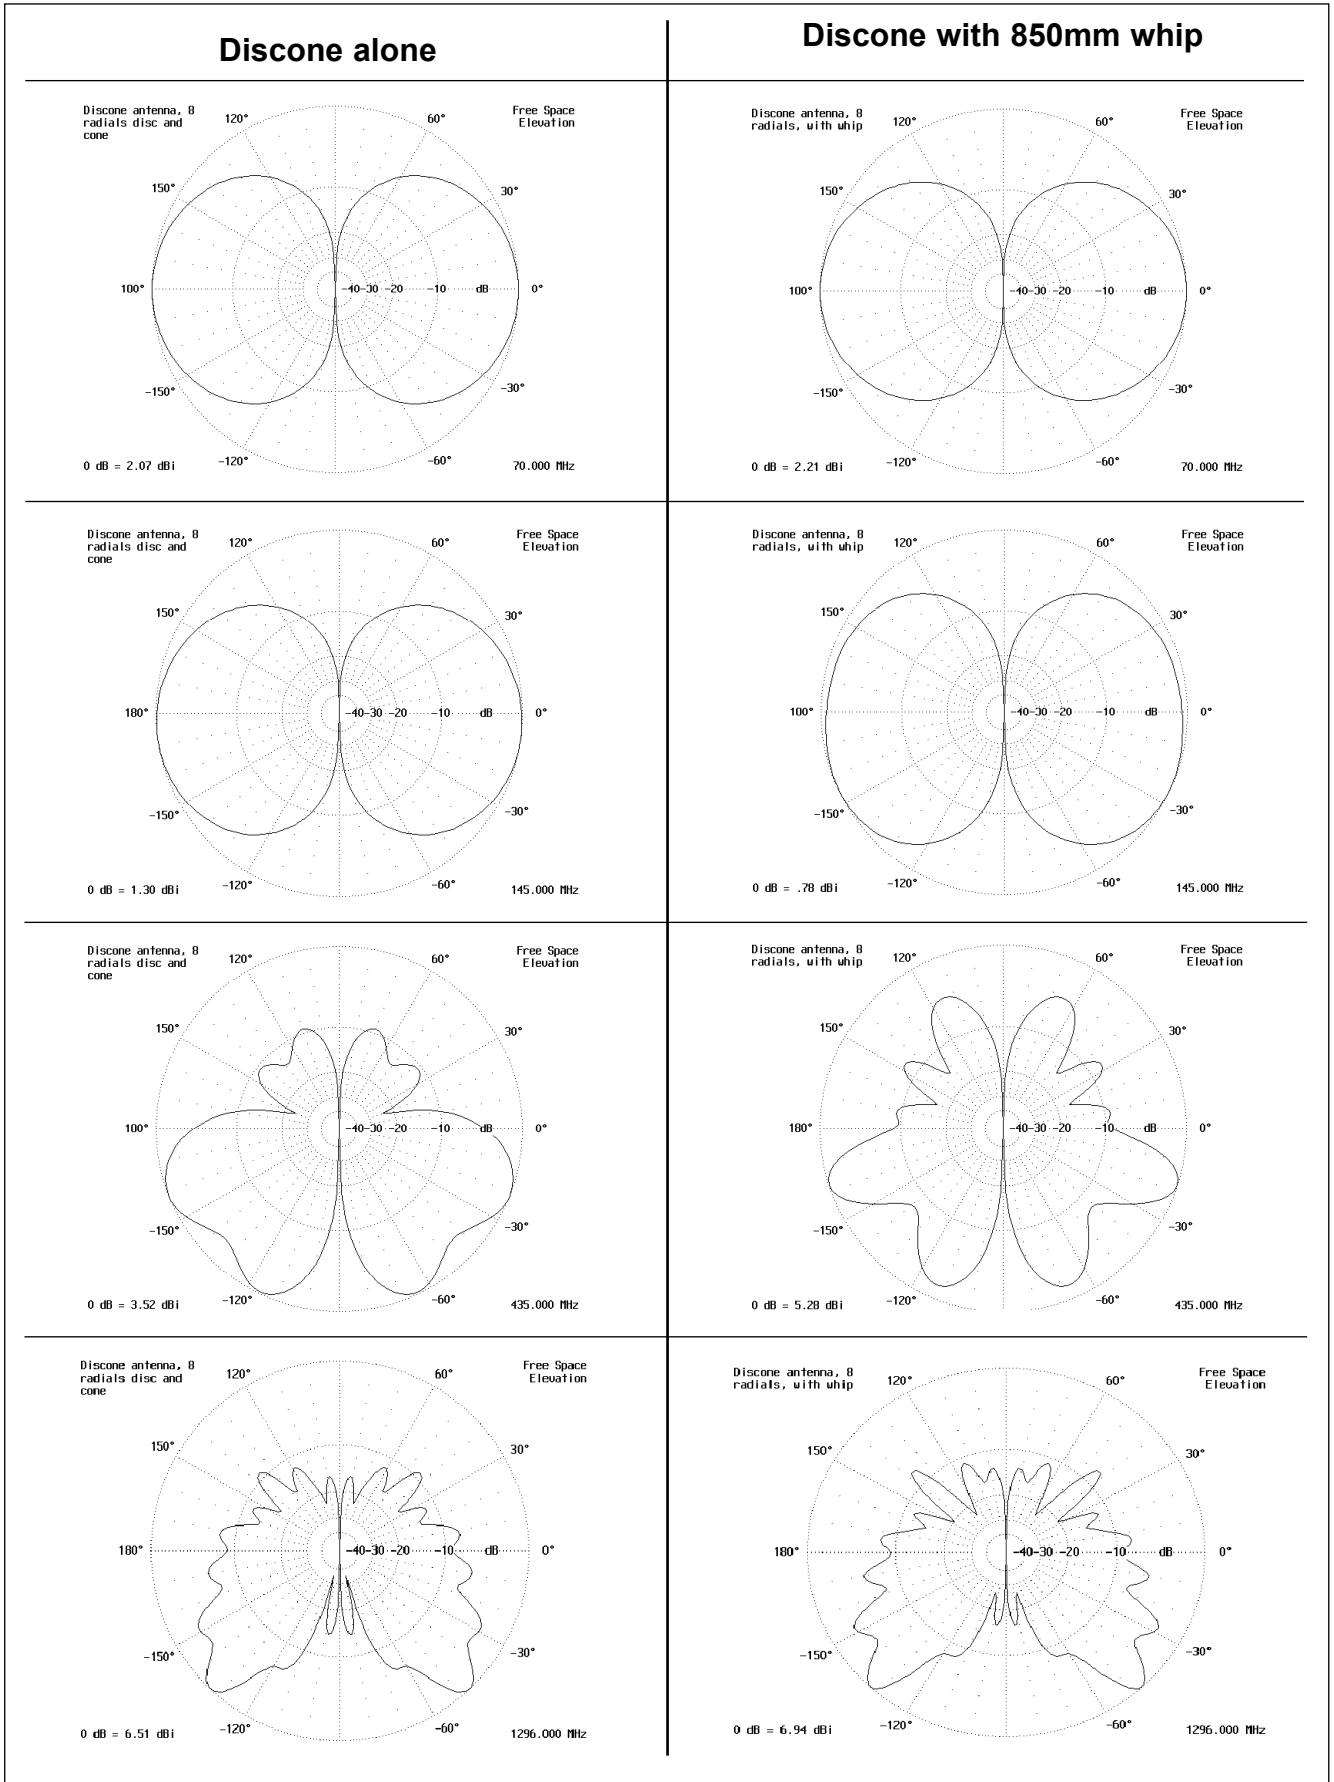 Discone alone
Discone with 850mm whip
Discone antenna, 8
radials disc and
cone
Free Space
Elevation
120°
60°
150°
30°
100°
-40-30 -20 -10 dB 0°
-150°
-30°
0 dB = 2.07 dBi
-120°
-60°
70.000 MHz
Discone antenna, 8
radials, with whip
Free Space
Elevation
120°
60°
150°
30°
100°
-40-30 -20 -10 dB 0°
-150°
-30°
0 dB = 2.21 dBi
-120°
-60°
70.000 MHz
Discone antenna, 8
radials disc and
cone
Free Space
Elevation
120°
60°
150°
30°
180°
-40-30 -20 -10 dB 0°
-150°
-30°
0 dB = 1.30 dBi
-120°
-60°
145.000 MHz
Discone antenna, 8
radials, with whip
Free Space
Elevation
120°
60°
150°
30°
100°
-40-30 -20 -10 dB 0°
-150°
-30°
0 dB = .78 dBi
-120°
-60°
145.000 MHz
Discone antenna, 8
radials disc and
cone
Free Space
Elevation
120°
60°
150°
30°
100°
-40-30 -20 -10 dB 0°
-150°
-30°
0 dB = 3.52 dBi
-120°
-60°
435.000 MHz
Discone antenna, 8
radials, with whip
Free Space
Elevation
120°
60°
150°
30°
180°
-40-30 -20 -10 dB 0°
-150°
-30°
0 dB = 5.28 dBi
-120°
-60°
435.000 MHz
Discone antenna, 8
radials disc and
cone
Free Space
Elevation
120°
60°
150°
30°
180°
-40-30 -20 -10 dB 0°
-150°
-30°
0 dB = 6.51 dBi
-120°
-60°
1296.000 MHz
Discone antenna, 8
radials, with whip
Free Space
Elevation
120°
60°
150°
30°
180°
-40-30 -20 -10 dB 0°
-150°
-30°
0 dB = 6.94 dBi
-120°
-60°
1296.000 MHz